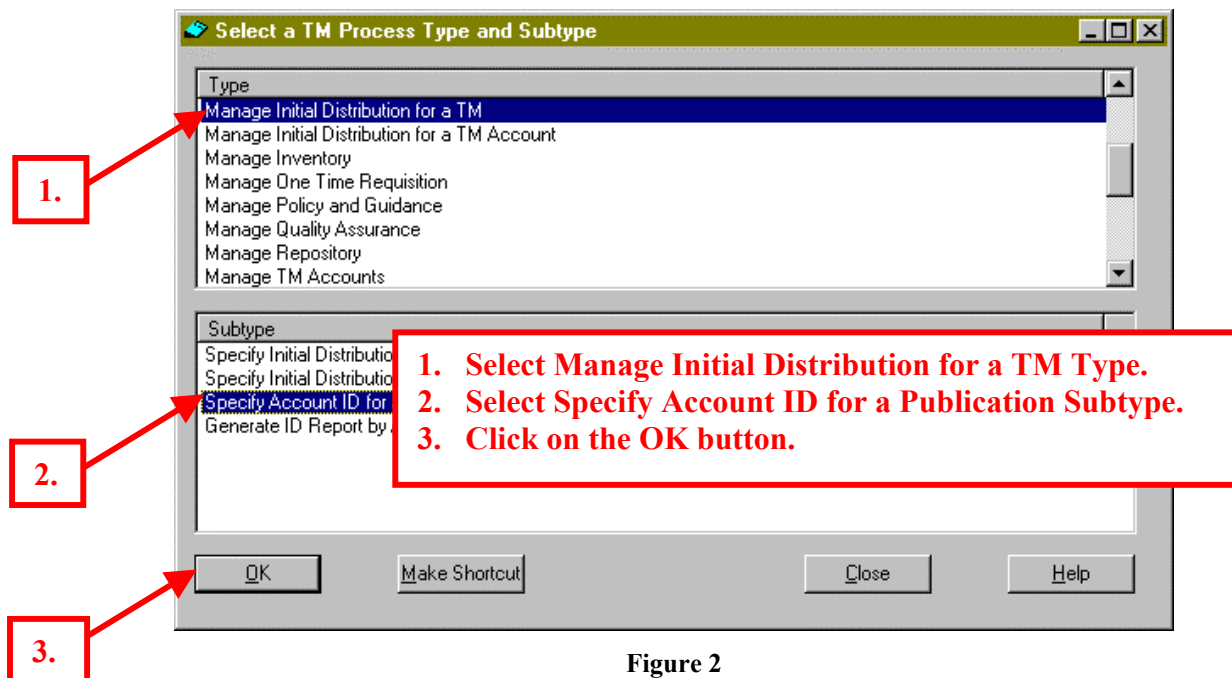 Select a TM Process Type and Subtype
Type
Manage Initial Distribution for a TM
Manage Initial Distribution for a TM Account
Manage Inventory
Manage One Time Requisition
Manage Policy and Guidance
Manage Quality Assurance
Manage Repository
Manage TM Accounts
1.
Subtype
Specify Initial
Specify Initial
Specify Account ID for
Generate ID Report by
1. Select Manage Initial Distribution for a TM Type.
2. Select Specify Account ID for a Publication Subtype.
3. Click on the OK button.
2.
OK
Make Shortcut
Close
Help
3.
Figure 2